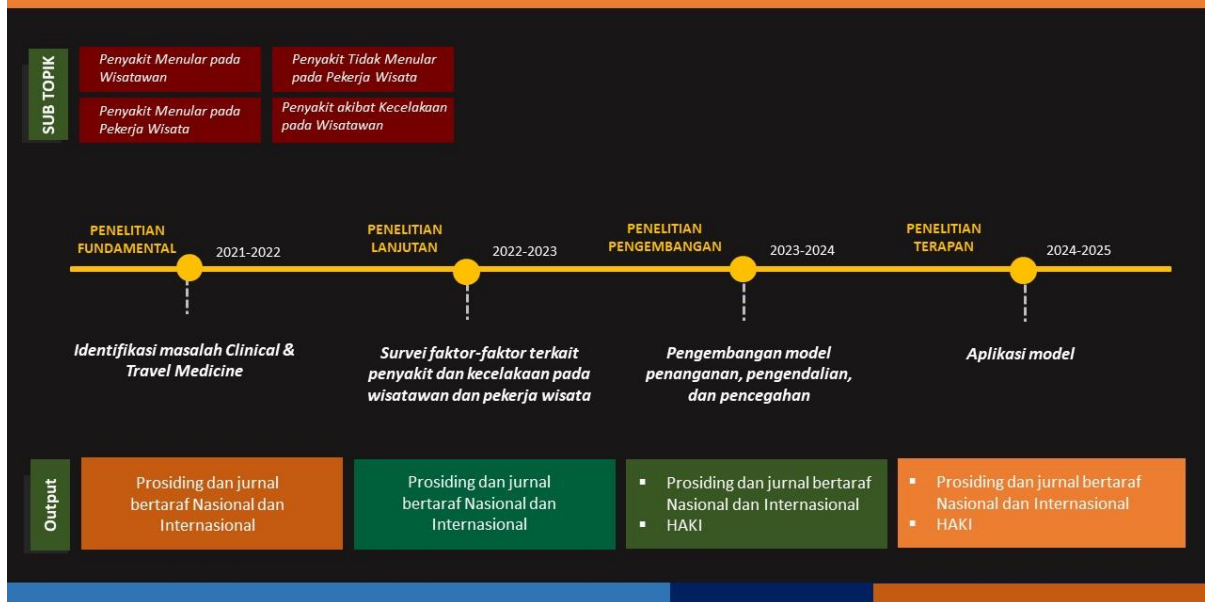 SUB TOPIK
Penyakit Menular pada
Wisatawan
Penyakit Tidak Menular
pada Pekerja Wisata
Penyakit Menular pada
Pekerja Wisata
Penyakit akibat Kecelakaan
pada Wisatawan
PENELITIAN
FUNDAMENTAL
2021-2022
PENELITIAN
LANJUTAN
2022-2023
PENELITIAN
PENGEMBANGAN
2023-2024
PENELITIAN
TERAPAN
2024-2025
Identifikasi masalah Clinical &
Travel Medicine
Survei faktor-faktor terkait
penyakit dan kecelakaan pada
wisatawan dan pekerja wisata
Pengembangan model
penanganan, pengendalian,
dan pencegahan
Aplikasi model
Output
Prosiding dan jurnal
bertaraf Nasional dan
Internasional
Prosiding dan jurnal
bertaraf Nasional dan
Internasional
▪ Prosiding dan jurnal bertaraf
Nasional dan Internasional
▪ HAKI
▪ Prosiding dan jurnal bertaraf
Nasional dan Internasional
▪ HAKI